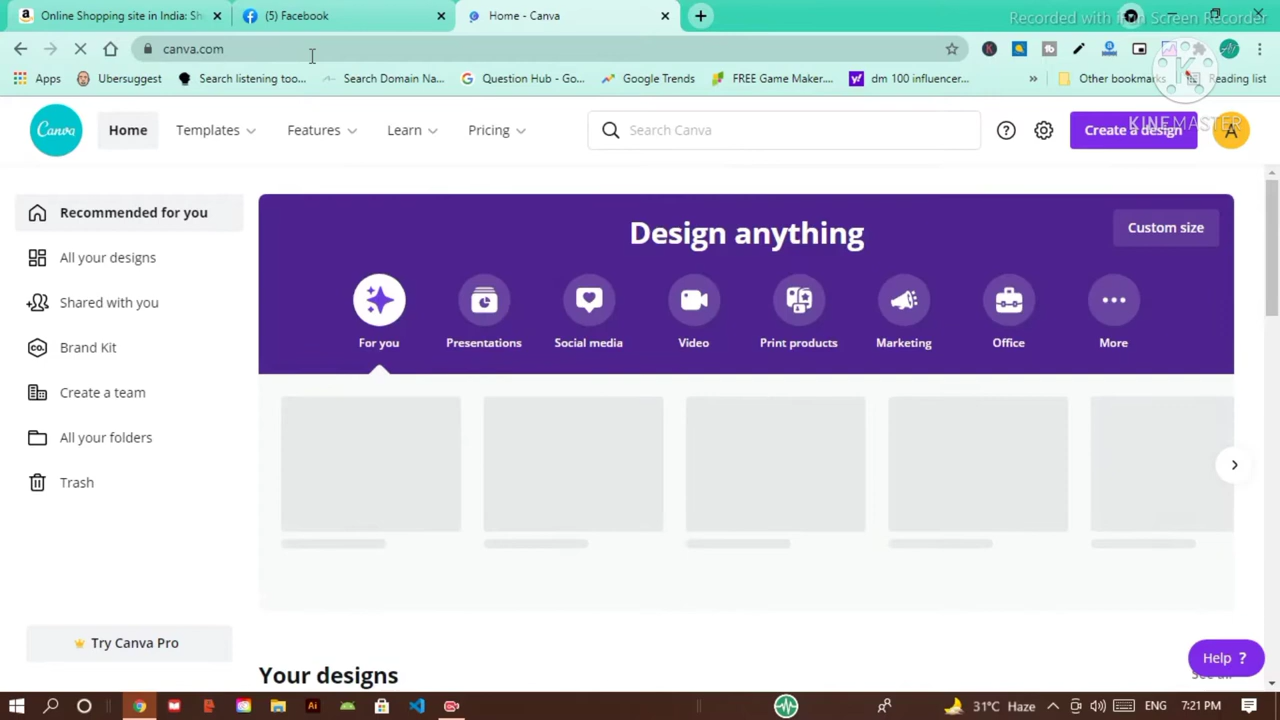 Online Shopping site in India: Sh
(5) Facebook
Home - Canva
Recorded with iTop Screen Recorder
canva.com
Apps
Ubersuggest
Search listening too...
Search Domain Na...
Question Hub - Go...
Google Trends
FREE Game Maker....
dm 100 influencer...
Other bookmarks
Reading list
KINEMASTER
Canva
Home
Templates
Features
Learn
Pricing
Search Canva
Create a design
A
Recommended for you
All your designs
Shared with you
Brand Kit
Create a team
All your folders
Trash
Try Canva Pro
Design anything
Custom size
For you
Presentations
Social media
Video
Print products
Marketing
Office
More
Your designs
Help ?
31°C Haze
ENG
7:21 PM